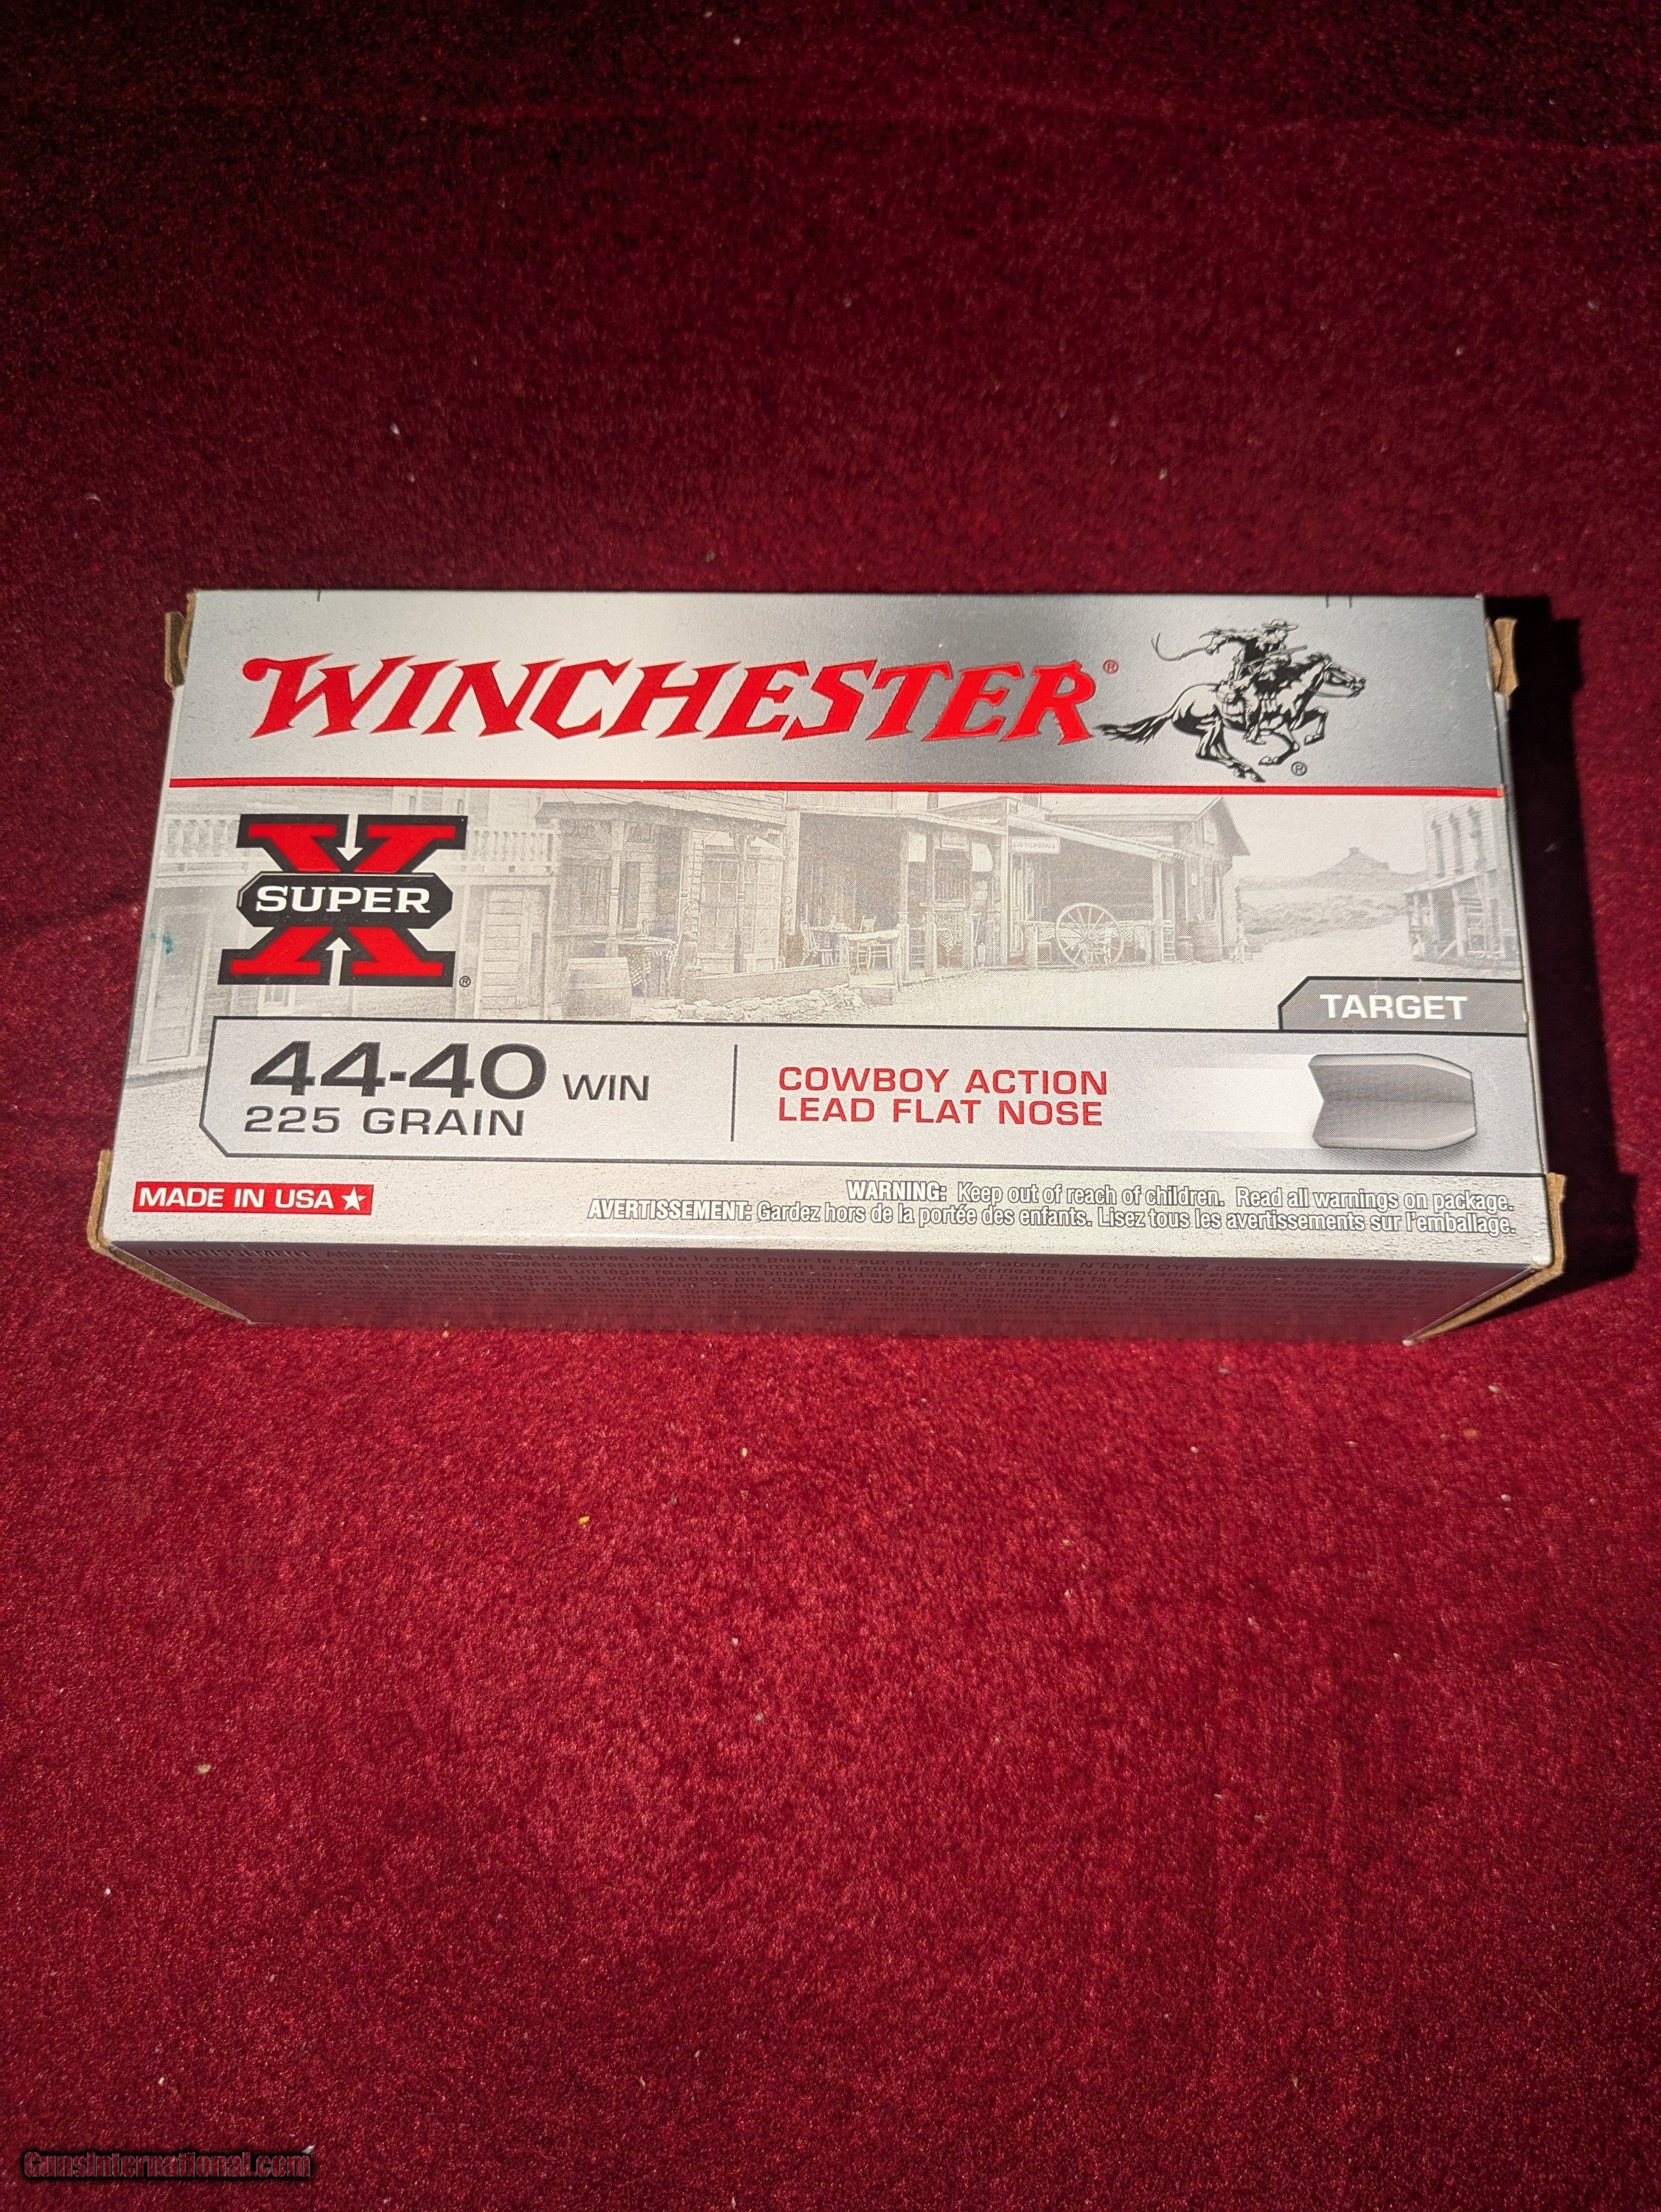 WINCHESTER®
®
X
SUPER
®
TARGET
44-40 WIN
225 GRAIN
COWBOY ACTION
LEAD FLAT NOSE
MADE IN USA ★
WARNING: Keep out of reach of children. Read all warnings on package.
AVERTISSEMENT: Gardez hors de la portée des enfants. Lisez tous les avertissements sur l'emballage.
GunsInternational.com